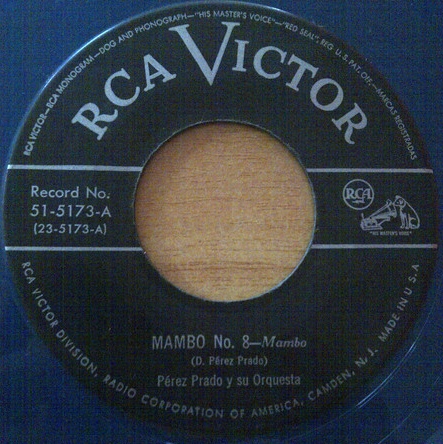 RCA VICTOR—RCA MONOGRAM—DOG AND PHONOGRAPH—"HIS MASTER'S VOICE"—"RED SEAL", REG. U. S. PAT. OFF.—MARCAS REGISTRADAS
RCA VICTOR
Record No.
51-5173-A
(23-5173-A)
RCA
"HIS MASTER'S VOICE"
MAMBO No. 8—Mambo
(D. Pérez Prado)
Pérez Prado y su Orquesta
RCA VICTOR DIVISION, RADIO CORPORATION OF AMERICA, CAMDEN, N. J. MADE IN U. S. A